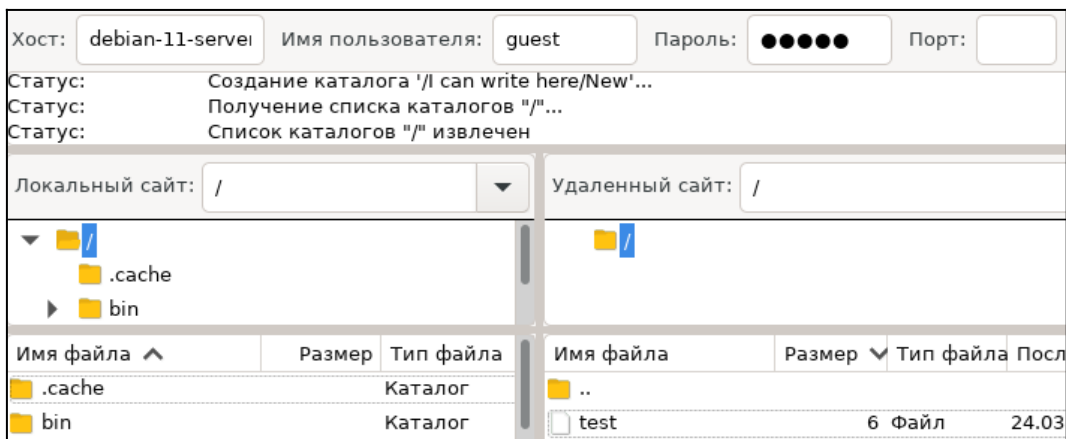 Хост: debian-11-server Имя пользователя: guest Пароль: ●●●●● Порт:
Статус: Создание каталога '/I can write here/New'...
Статус: Получение списка каталогов "/"...
Статус: Список каталогов "/" извлечен
Локальный сайт: / Удаленный сайт: /
/ /
.cache
bin
Имя файла Размер Тип файла Имя файла Размер Тип файла Посл
.cache Каталог ..
bin Каталог test 6 Файл 24.03